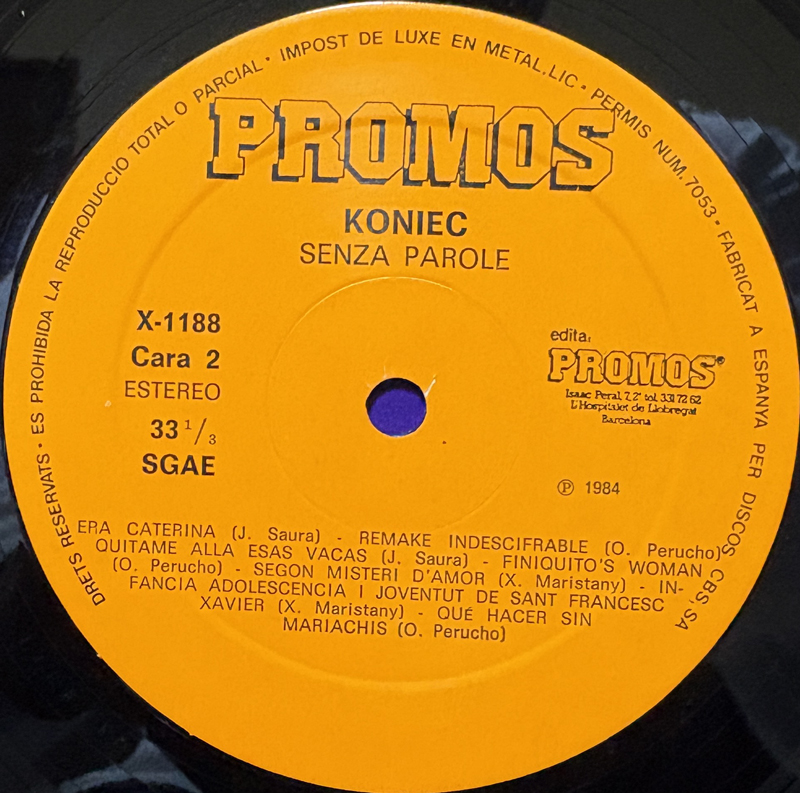 DRETS RESERVATS · ES PROHIBIDA LA REPRODUCCIO TOTAL O PARCIAL · IMPOST DE LUXE EN METAL.LIC · PERMIS NUM. 7053 · FABRICAT A ESPANYA PER DISCOS CBS, SA
PROMOS
KONIEC
SENZA PAROLE
X-1188
Cara 2
ESTEREO
33 1/3
SGAE
edita:
PROMOS®
Isaac Peral, 7, 2º tel. 331 72 62
L'Hospitalet de Llobregat
Barcelona
℗ 1984
ERA CATERINA (J. Saura) - REMAKE INDESCIFRABLE (O. Perucho)
QUITAME ALLA ESAS VACAS (J. Saura) - FINIQUITO'S WOMAN
(O. Perucho) - SEGON MISTERI D'AMOR (X. Maristany) - IN-
FANCIA ADOLESCENCIA I JOVENTUT DE SANT FRANCESC
XAVIER (X. Maristany) - QUÉ HACER SIN
MARIACHIS (O. Perucho)